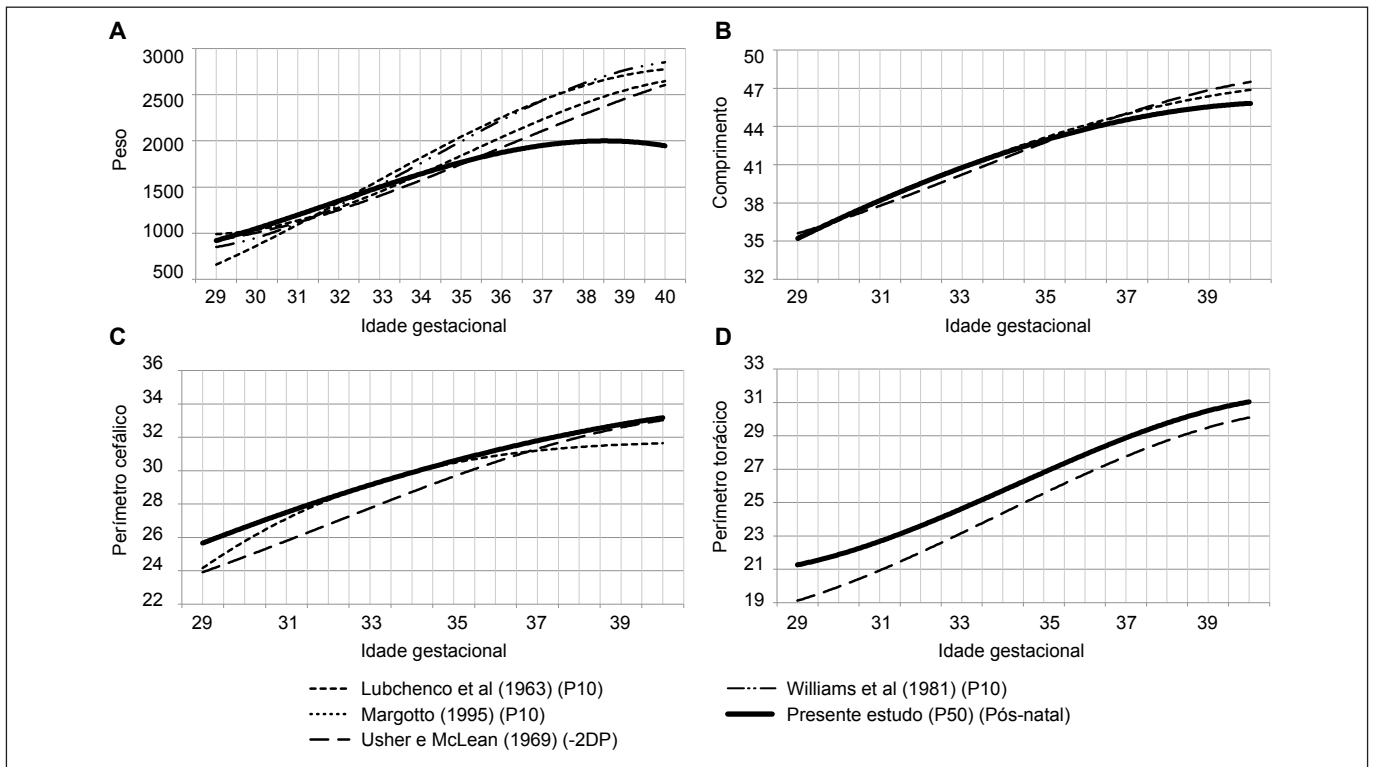 A
3000
2500
2000
1500
1000
500
Peso
29 30 31 32 33 34 35 36 37 38 39 40
Idade gestacional
B
50
47
44
41
38
35
32
Comprimento
29 31 33 35 37 39
Idade gestacional
C
36
34
32
30
28
26
24
22
Perímetro cefálico
29 31 33 35 37 39
Idade gestacional
D
33
31
29
27
25
23
21
19
Perímetro torácico
29 31 33 35 37 39
Idade gestacional
Lubchenco et al (1963) (P10)
Margotto (1995) (P10)
Usher e McLean (1969) (-2DP)
Williams et al (1981) (P10)
Presente estudo (P50) (Pós-natal)